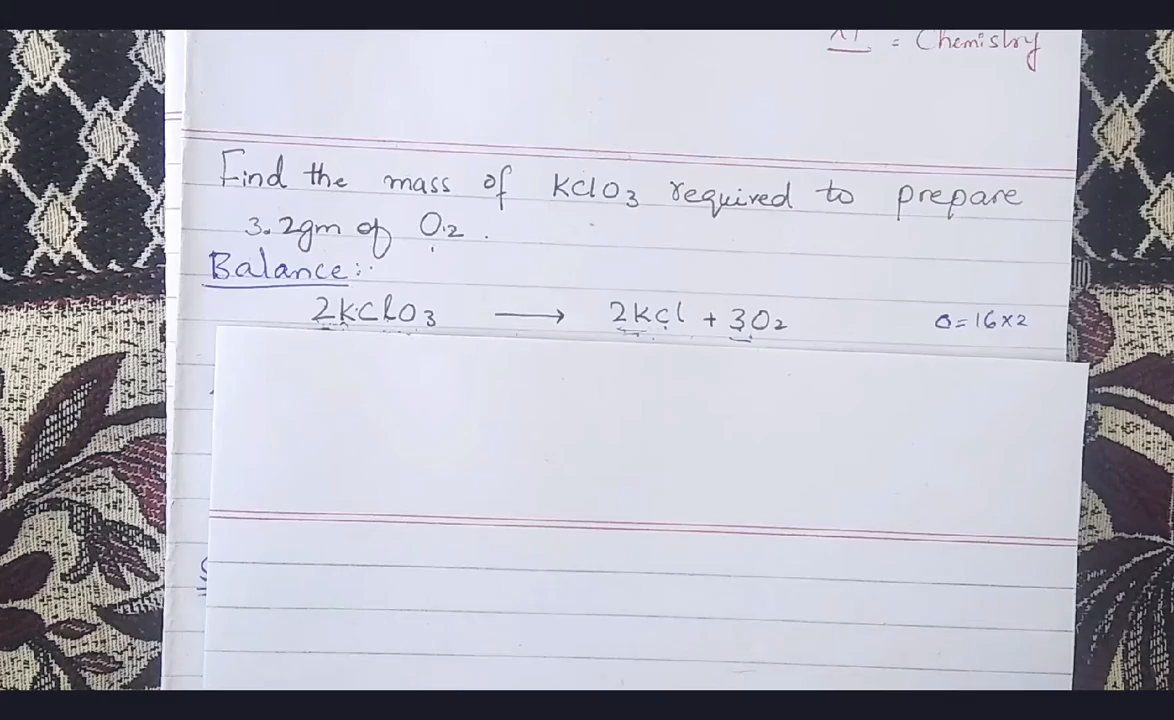 = Chemistry
Find the mass of KClO3 required to prepare
3.2gm of O2.
Balance:-
2KClO3 ⟶ 2KCl + 3O2 O=16×2